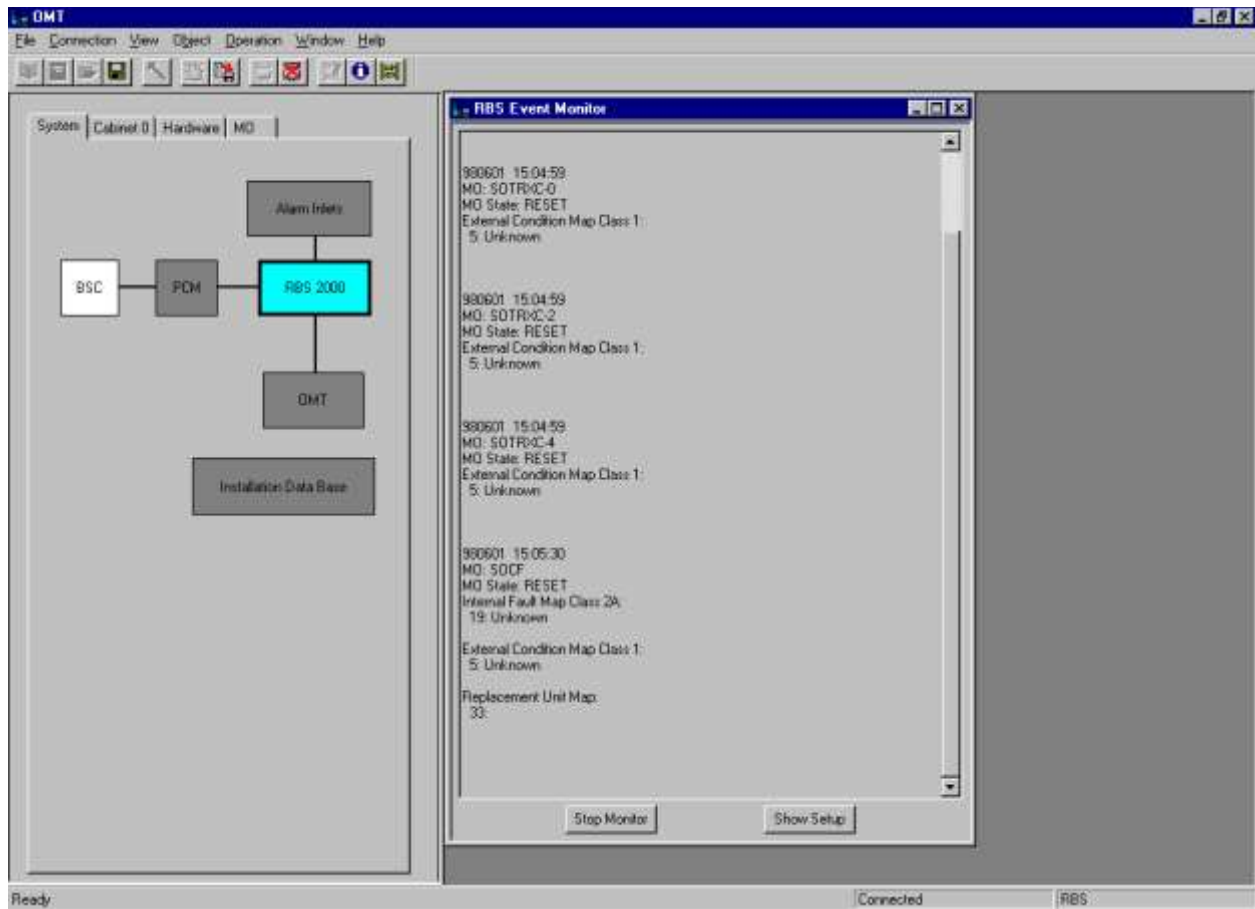 OMT
File Connection View Object Operation Window Help
System Cabinet 0 Hardware MO
Alarm Inlets
BSC PCM RBS 2000
OMT
Installation Data Base
RBS Event Monitor
980601 15:04:59
MO: SOTRXC-0
MO State: RESET
External Condition Map Class 1:
5: Unknown
980601 15:04:59
MO: SOTRXC-2
MO State: RESET
External Condition Map Class 1:
5: Unknown
980601 15:04:59
MO: SOTRXC-4
MO State: RESET
External Condition Map Class 1:
5: Unknown
980601 15:05:30
MO: SOCF
MO State: RESET
Internal Fault Map Class 2A:
19: Unknown
External Condition Map Class 1:
5: Unknown
Replacement Unit Map:
33:
Stop Monitor Show Setup
Ready Connected RBS